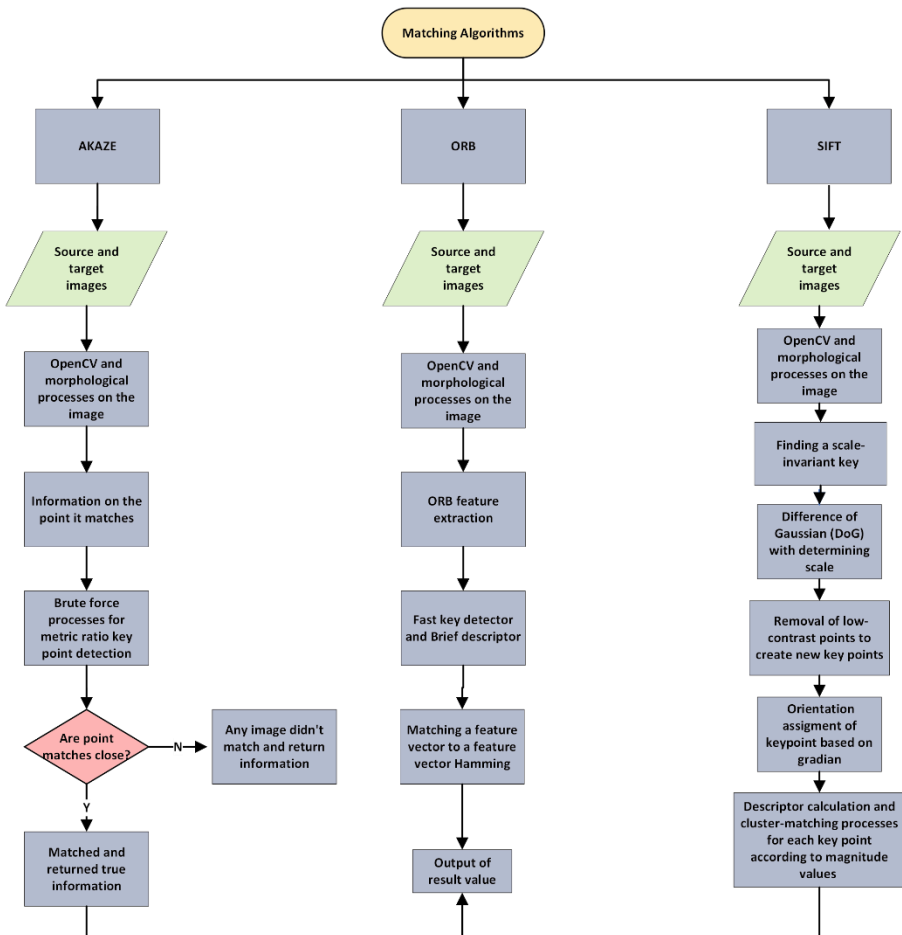 Matching Algorithms
AKAZE
Source and
target
images
OpenCV and
morphological
processes on the
image
Information on the
point it matches
Brute force
processes for
metric ratio key
point detection
Are point
matches close?
N
Any image didn't
match and return
information
Y
Matched and
returned true
information
ORB
Source and
target
images
OpenCV and
morphological
processes on the
image
ORB feature
extraction
Fast key detector
and Brief descriptor
Matching a feature
vector to a feature
vector Hamming
Output of
result value
SIFT
Source and
target
images
OpenCV and
morphological
processes on the
image
Finding a scale-
invariant key
Difference of
Gaussian (DoG)
with determining
scale
Removal of low-
contrast points to
create new key points
Orientation
assigment of
keypoint based on
gradian
Descriptor calculation and
cluster-matching processes
for each key point
according to magnitude
values